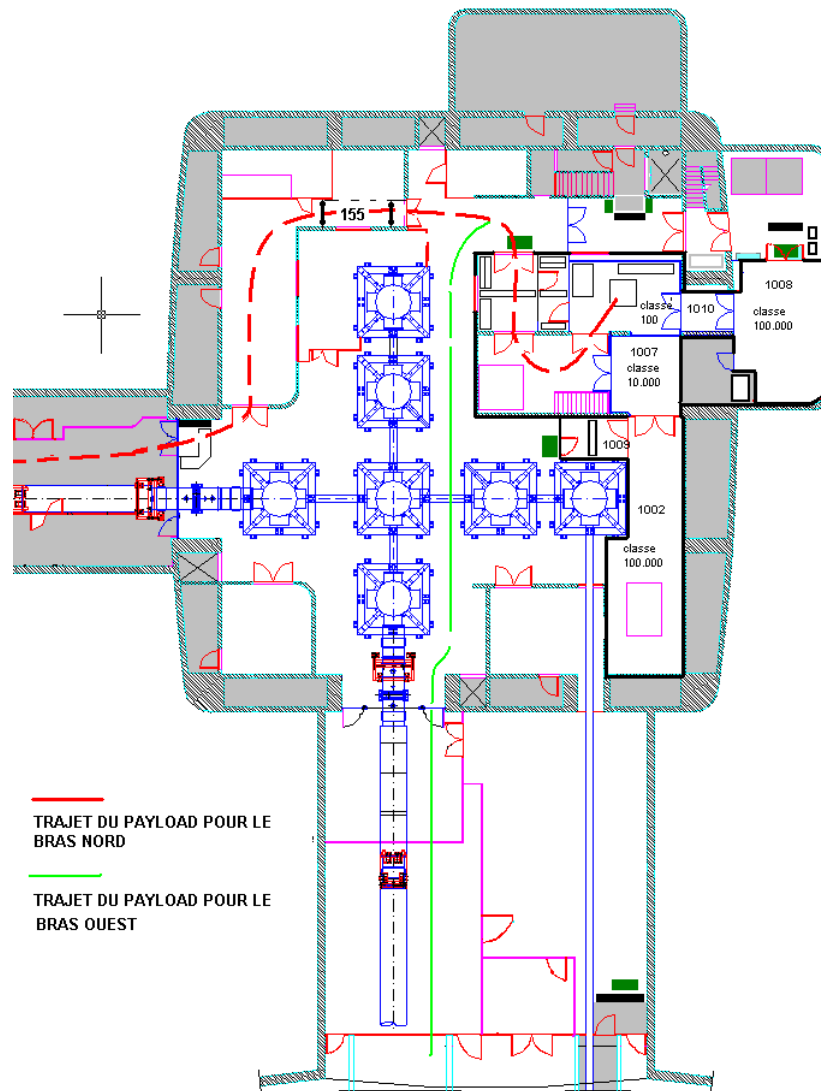 155
1008
classe
100
1010
classe
100.000
1007
classe
10.000
1009
1002
classe
100.000
TRAJET DU PAYLOAD POUR LE
BRAS NORD
TRAJET DU PAYLOAD POUR LE
BRAS OUEST